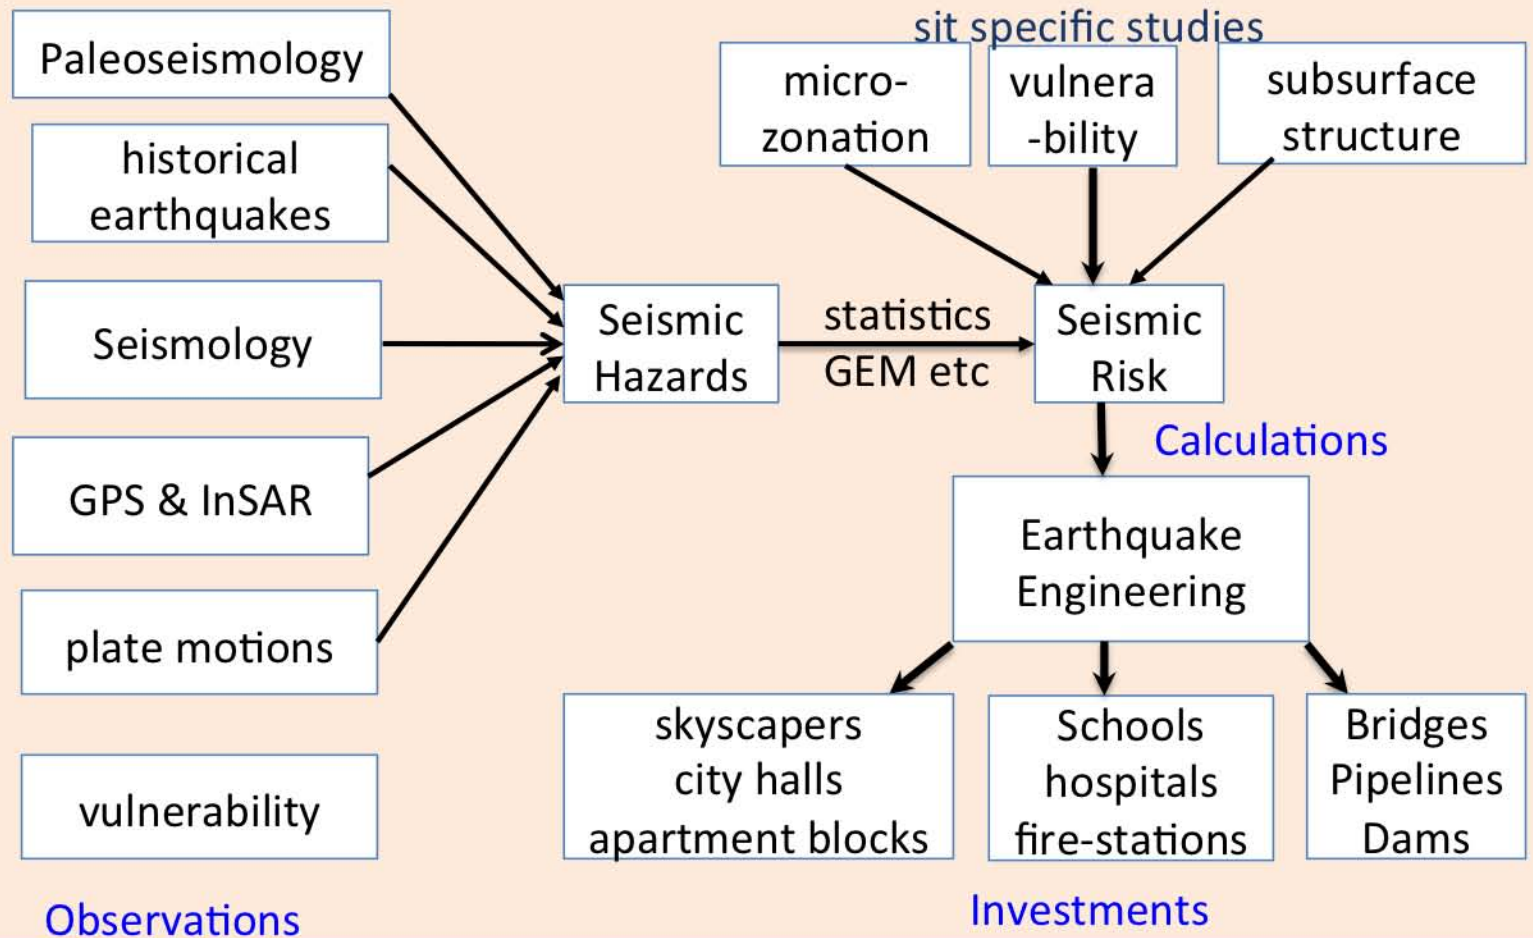 Paleoseismology
historical
earthquakes
Seismology
GPS & InSAR
plate motions
vulnerability
Observations
sit specific studies
micro-
zonation
vulnera
-bility
subsurface
structure
Seismic
Hazards
statistics
GEM etc
Seismic
Risk
Calculations
Earthquake
Engineering
skyscapers
city halls
apartment blocks
Schools
hospitals
fire-stations
Bridges
Pipelines
Dams
Investments